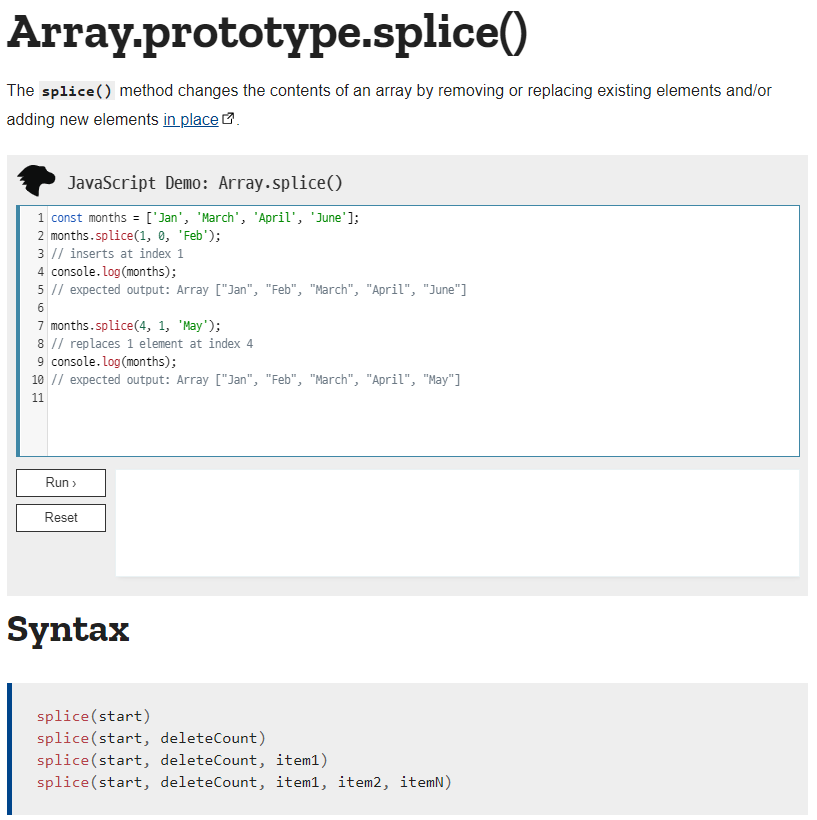 Array.prototype.splice()
The splice() method changes the contents of an array by removing or replacing existing elements and/or
adding new elements in place.
JavaScript Demo: Array.splice()
1 const months = ['Jan', 'March', 'April', 'June'];
2 months.splice(1, 0, 'Feb');
3 // inserts at index 1
4 console.log(months);
5 // expected output: Array ["Jan", "Feb", "March", "April", "June"]
6
7 months.splice(4, 1, 'May');
8 // replaces 1 element at index 4
9 console.log(months);
10 // expected output: Array ["Jan", "Feb", "March", "April", "May"]
11
Run ›
Reset
Syntax
splice(start)
splice(start, deleteCount)
splice(start, deleteCount, item1)
splice(start, deleteCount, item1, item2, itemN)